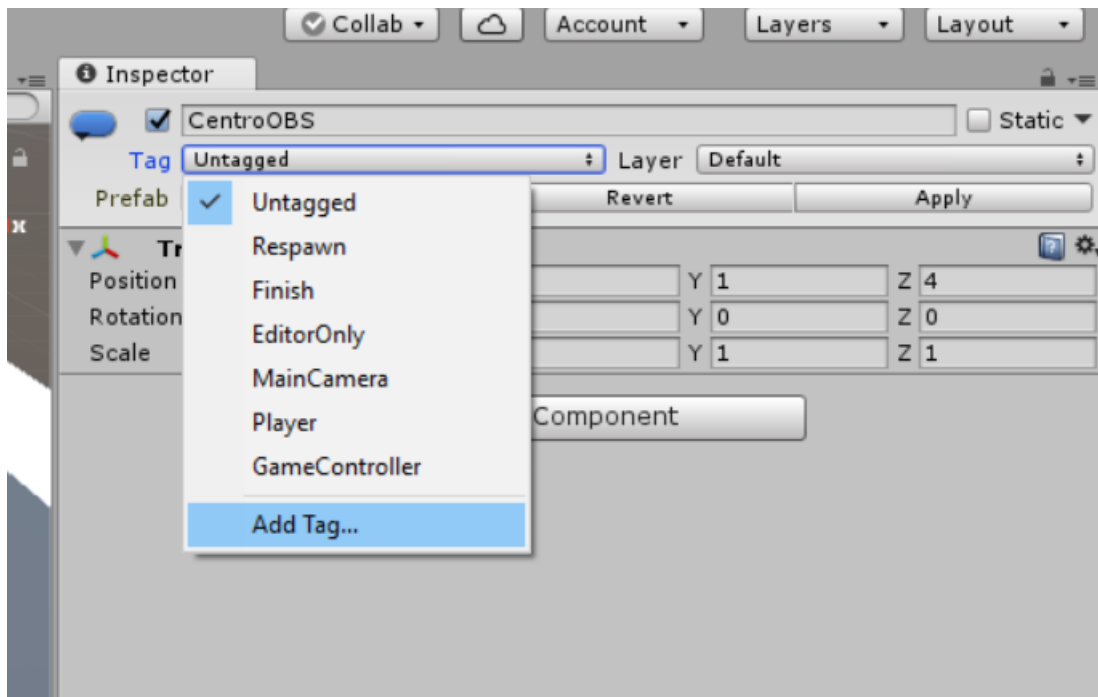 Collab Account Layers Layout
Inspector
CentroOBS Static
Tag Untagged Layer Default
Prefab Revert Apply
Untagged
Respawn
Finish
EditorOnly
MainCamera
Player
GameController
Add Tag...
Tr
Position Y 1 Z 4
Rotation Y 0 Z 0
Scale Y 1 Z 1
Component